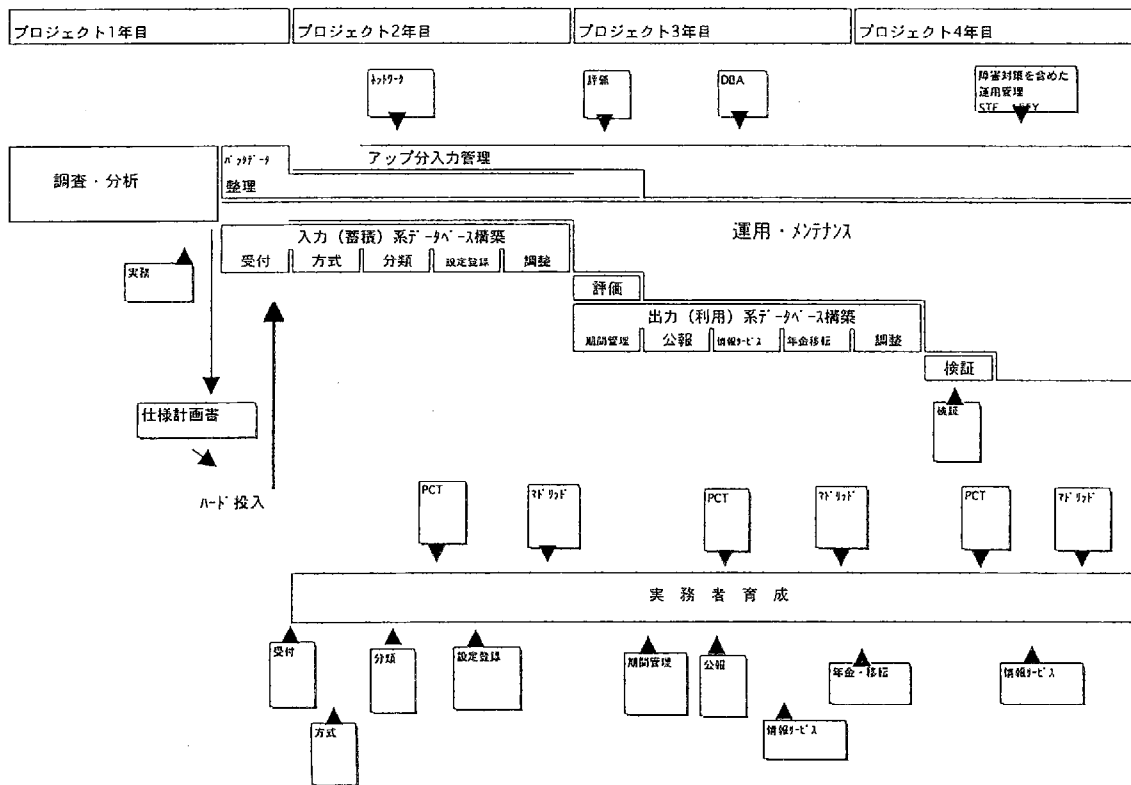 プロジェクト1年目
プロジェクト2年目
プロジェクト3年目
プロジェクト4年目
ネットワーク
評価
DBA
障害対策を含めた
運用管理
調査・分析
バックデータ
整理
アップ分入力管理
運用・メンテナンス
入力（蓄積）系データベース構築
受付
方式
分類
設定登録
調整
実務
評価
出力（利用）系データベース構築
期間管理
公報
情報サービス
年金移転
調整
検証
検証
仕様計画書
ハード投入
PCT
マドリッド
PCT
マドリッド
PCT
マドリッド
実務者育成
受付
分類
設定登録
期間管理
公報
年金・移転
情報サービス
方式
情報サービス